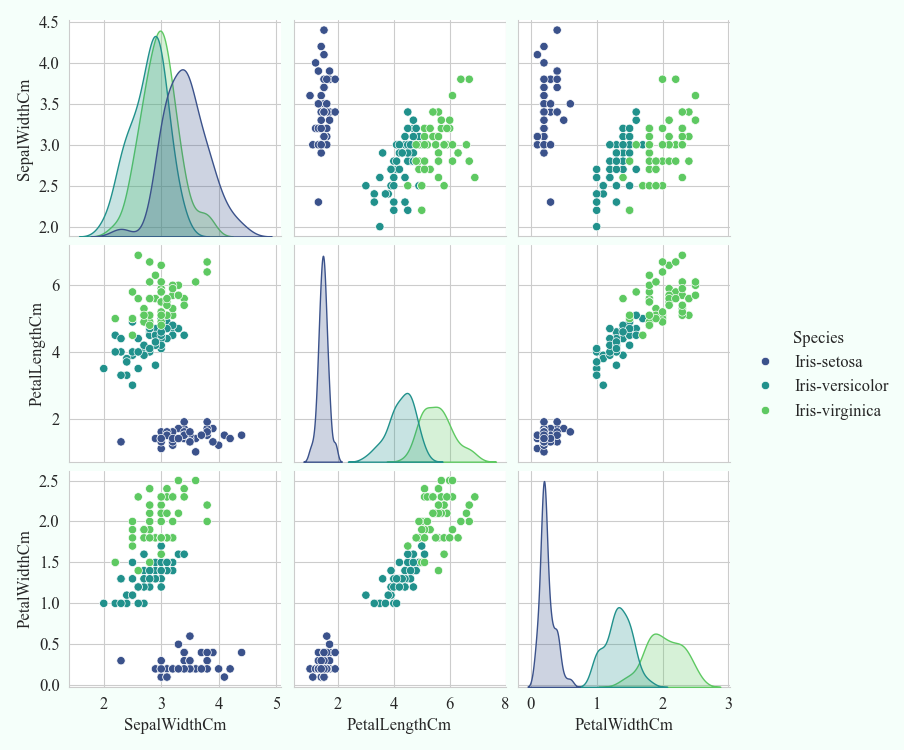 4.5
4.0
3.5
3.0
2.5
2.0
SepalWidthCm
6
4
2
PetalLengthCm
Species
Iris-setosa
Iris-versicolor
Iris-virginica
2.5
2.0
1.5
1.0
0.5
0.0
PetalWidthCm
2 3 4 5
2 4 6 8
0 1 2 3
SepalWidthCm PetalLengthCm PetalWidthCm